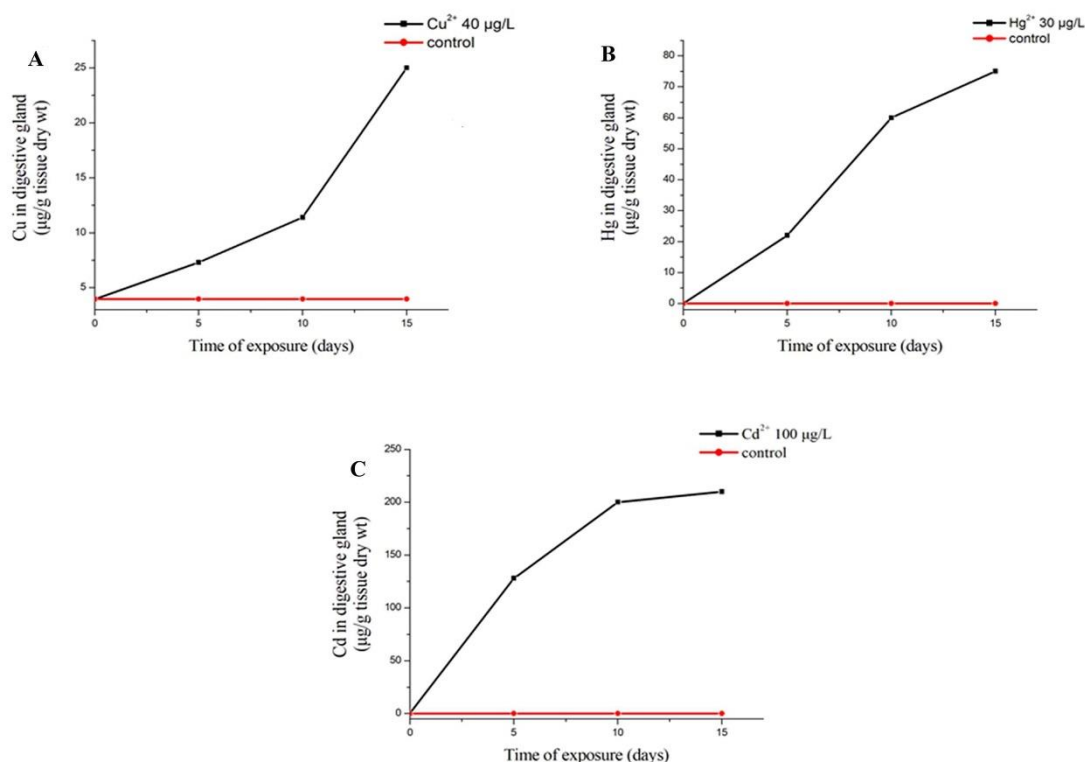 Cu²⁺ 40 µg/L
control
A
25
20
15
10
5
Cu in digestive gland
(µg/g tissue dry wt)
0
5
10
15
Time of exposure (days)
Hg²⁺ 30 µg/L
control
B
80
70
60
50
40
30
20
10
0
Hg in digestive gland
(µg/g tissue dry wt)
0
5
10
15
Time of exposure (days)
Cd²⁺ 100 µg/L
control
C
250
200
150
100
50
0
Cd in digestive gland
(µg/g tissue dry wt)
0
5
10
15
Time of exposure (days)